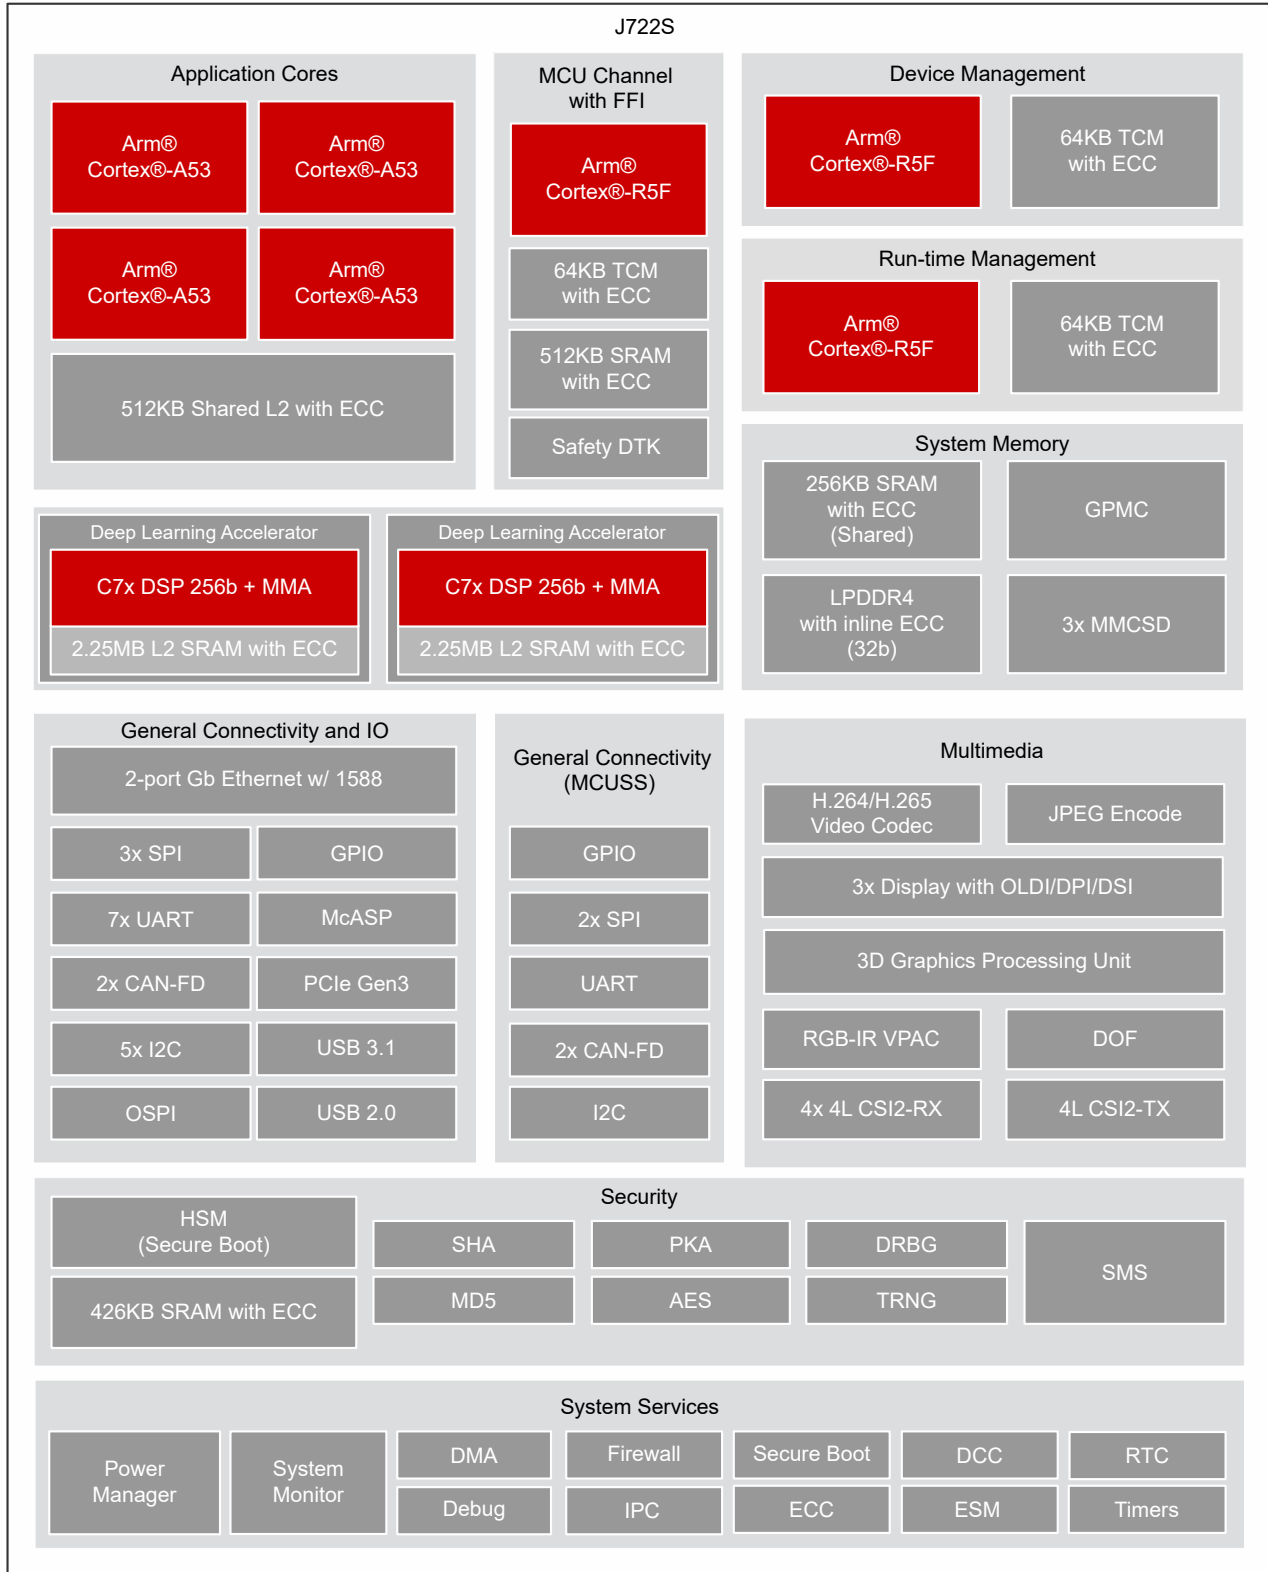 J722S
Application Cores
Arm®
Cortex®-A53
Arm®
Cortex®-A53
Arm®
Cortex®-A53
Arm®
Cortex®-A53
512KB Shared L2 with ECC
MCU Channel
with FFI
Arm®
Cortex®-R5F
64KB TCM
with ECC
512KB SRAM
with ECC
Safety DTK
Device Management
Arm®
Cortex®-R5F
64KB TCM
with ECC
Run-time Management
Arm®
Cortex®-R5F
64KB TCM
with ECC
System Memory
256KB SRAM
with ECC
(Shared)
GPMC
LPDDR4
with inline ECC
(32b)
3x MMCSD
Deep Learning Accelerator
C7x DSP 256b + MMA
2.25MB L2 SRAM with ECC
Deep Learning Accelerator
C7x DSP 256b + MMA
2.25MB L2 SRAM with ECC
General Connectivity and IO
2-port Gb Ethernet w/ 1588
3x SPI
GPIO
7x UART
McASP
2x CAN-FD
PCIe Gen3
5x I2C
USB 3.1
OSPI
USB 2.0
General Connectivity
(MCUSS)
GPIO
2x SPI
UART
2x CAN-FD
I2C
Multimedia
H.264/H.265
Video Codec
JPEG Encode
3x Display with OLDI/DPI/DSI
3D Graphics Processing Unit
RGB-IR VPAC
DOF
4x 4L CSI2-RX
4L CSI2-TX
Security
HSM
(Secure Boot)
426KB SRAM with ECC
SHA
PKA
DRBG
MD5
AES
TRNG
SMS
System Services
Power
Manager
System
Monitor
DMA
Firewall
Secure Boot
DCC
RTC
Debug
IPC
ECC
ESM
Timers